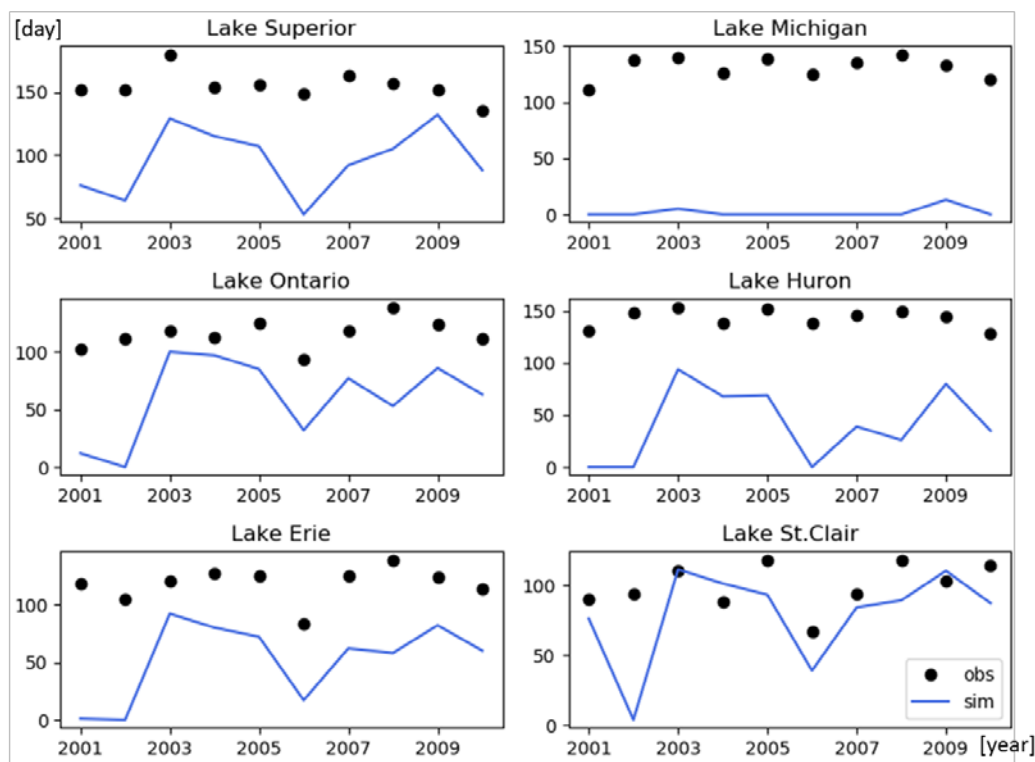 [day]
Lake Superior
150
100
50
2001 2003 2005 2007 2009
Lake Michigan
150
100
50
0
2001 2003 2005 2007 2009
Lake Ontario
100
50
0
2001 2003 2005 2007 2009
Lake Huron
150
100
50
0
2001 2003 2005 2007 2009
Lake Erie
100
50
0
2001 2003 2005 2007 2009
Lake St.Clair
100
50
0
obs
sim
2001 2003 2005 2007 2009
[year]